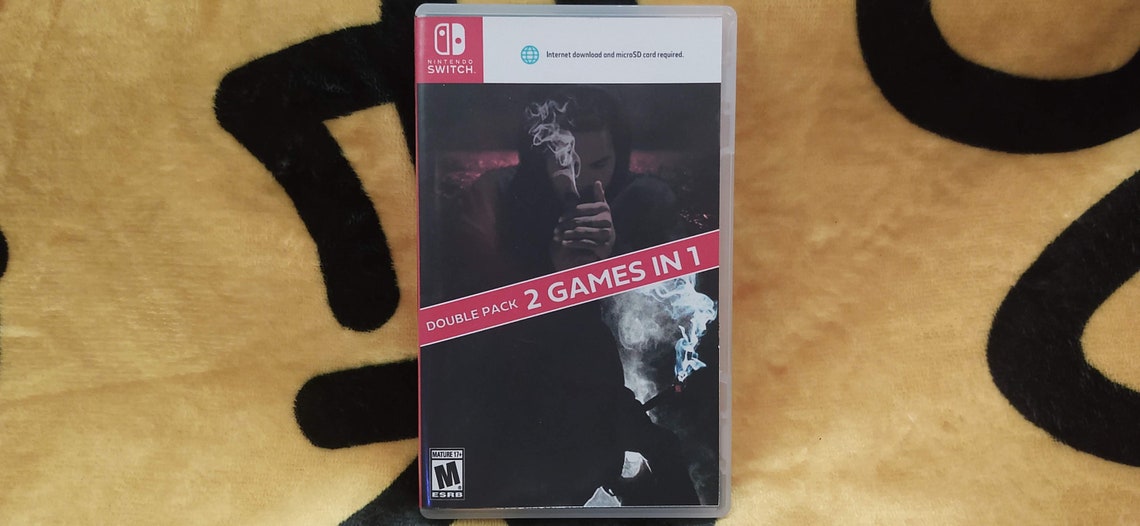 NINTENDO
SWITCH.
Internet download and microSD card required.
DOUBLE PACK 2 GAMES IN 1
MATURE 17+
M
ESRB